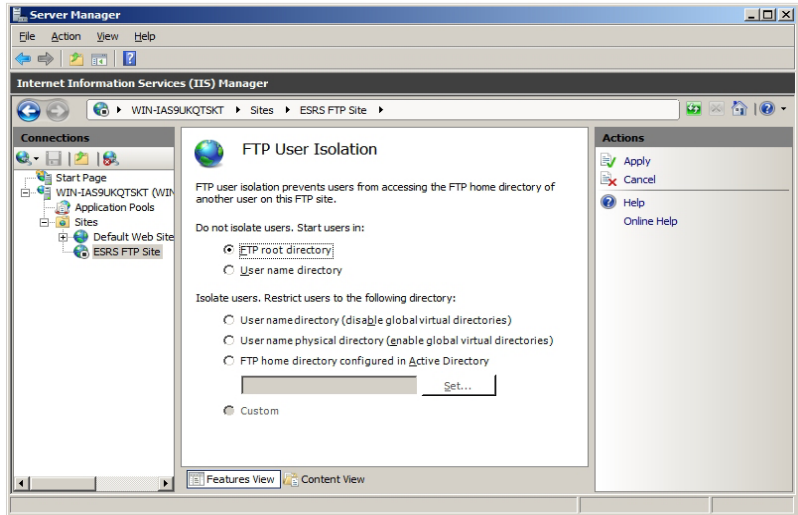 Server Manager
File Action View Help
Internet Information Services (IIS) Manager
WIN-IAS9UKQTSKT Sites ESRS FTP Site
Connections
Start Page
WIN-IAS9UKQTSKT (WIN
Application Pools
Sites
Default Web Site
ESRS FTP Site
FTP User Isolation
FTP user isolation prevents users from accessing the FTP home directory of
another user on this FTP site.
Do not isolate users. Start users in:
FTP root directory
User name directory
Isolate users. Restrict users to the following directory:
User name directory (disable global virtual directories)
User name physical directory (enable global virtual directories)
FTP home directory configured in Active Directory
Set...
Custom
Features View Content View
Actions
Apply
Cancel
Help
Online Help